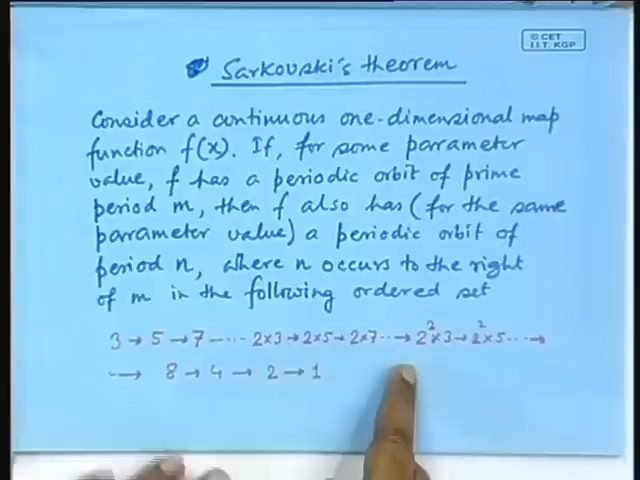 © CET
I.I.T. KGP
Sarkovski's theorem
Consider a continuous one-dimensional map
function f(x). If, for some parameter
value, f has a periodic orbit of prime
period m, then f also has (for the same
parameter value) a periodic orbit of
period n, where n occurs to the right
of m in the following ordered set
3 → 5 → 7 ---- 2×3 → 2×5 → 2×7 ·· → 2²×3 → 2²×5 ··· →
--→ 8 → 4 → 2 → 1